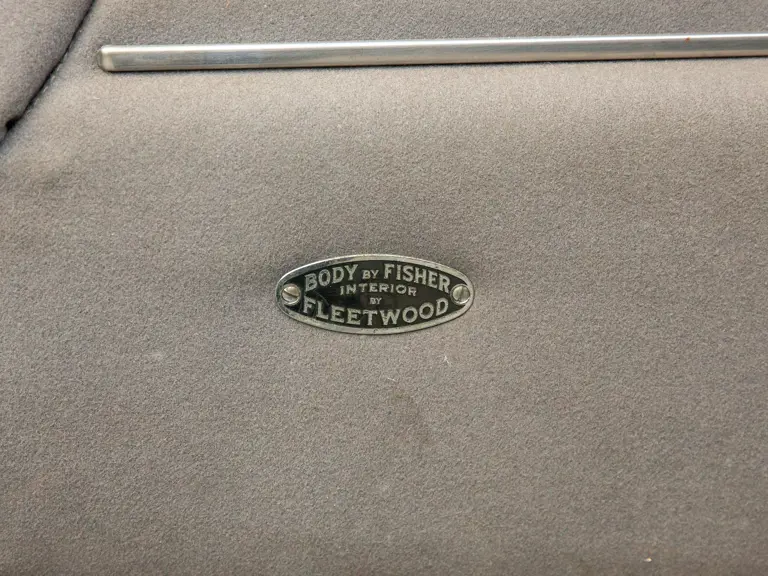 BODY BY FISHER
INTERIOR
BY
FLEETWOOD